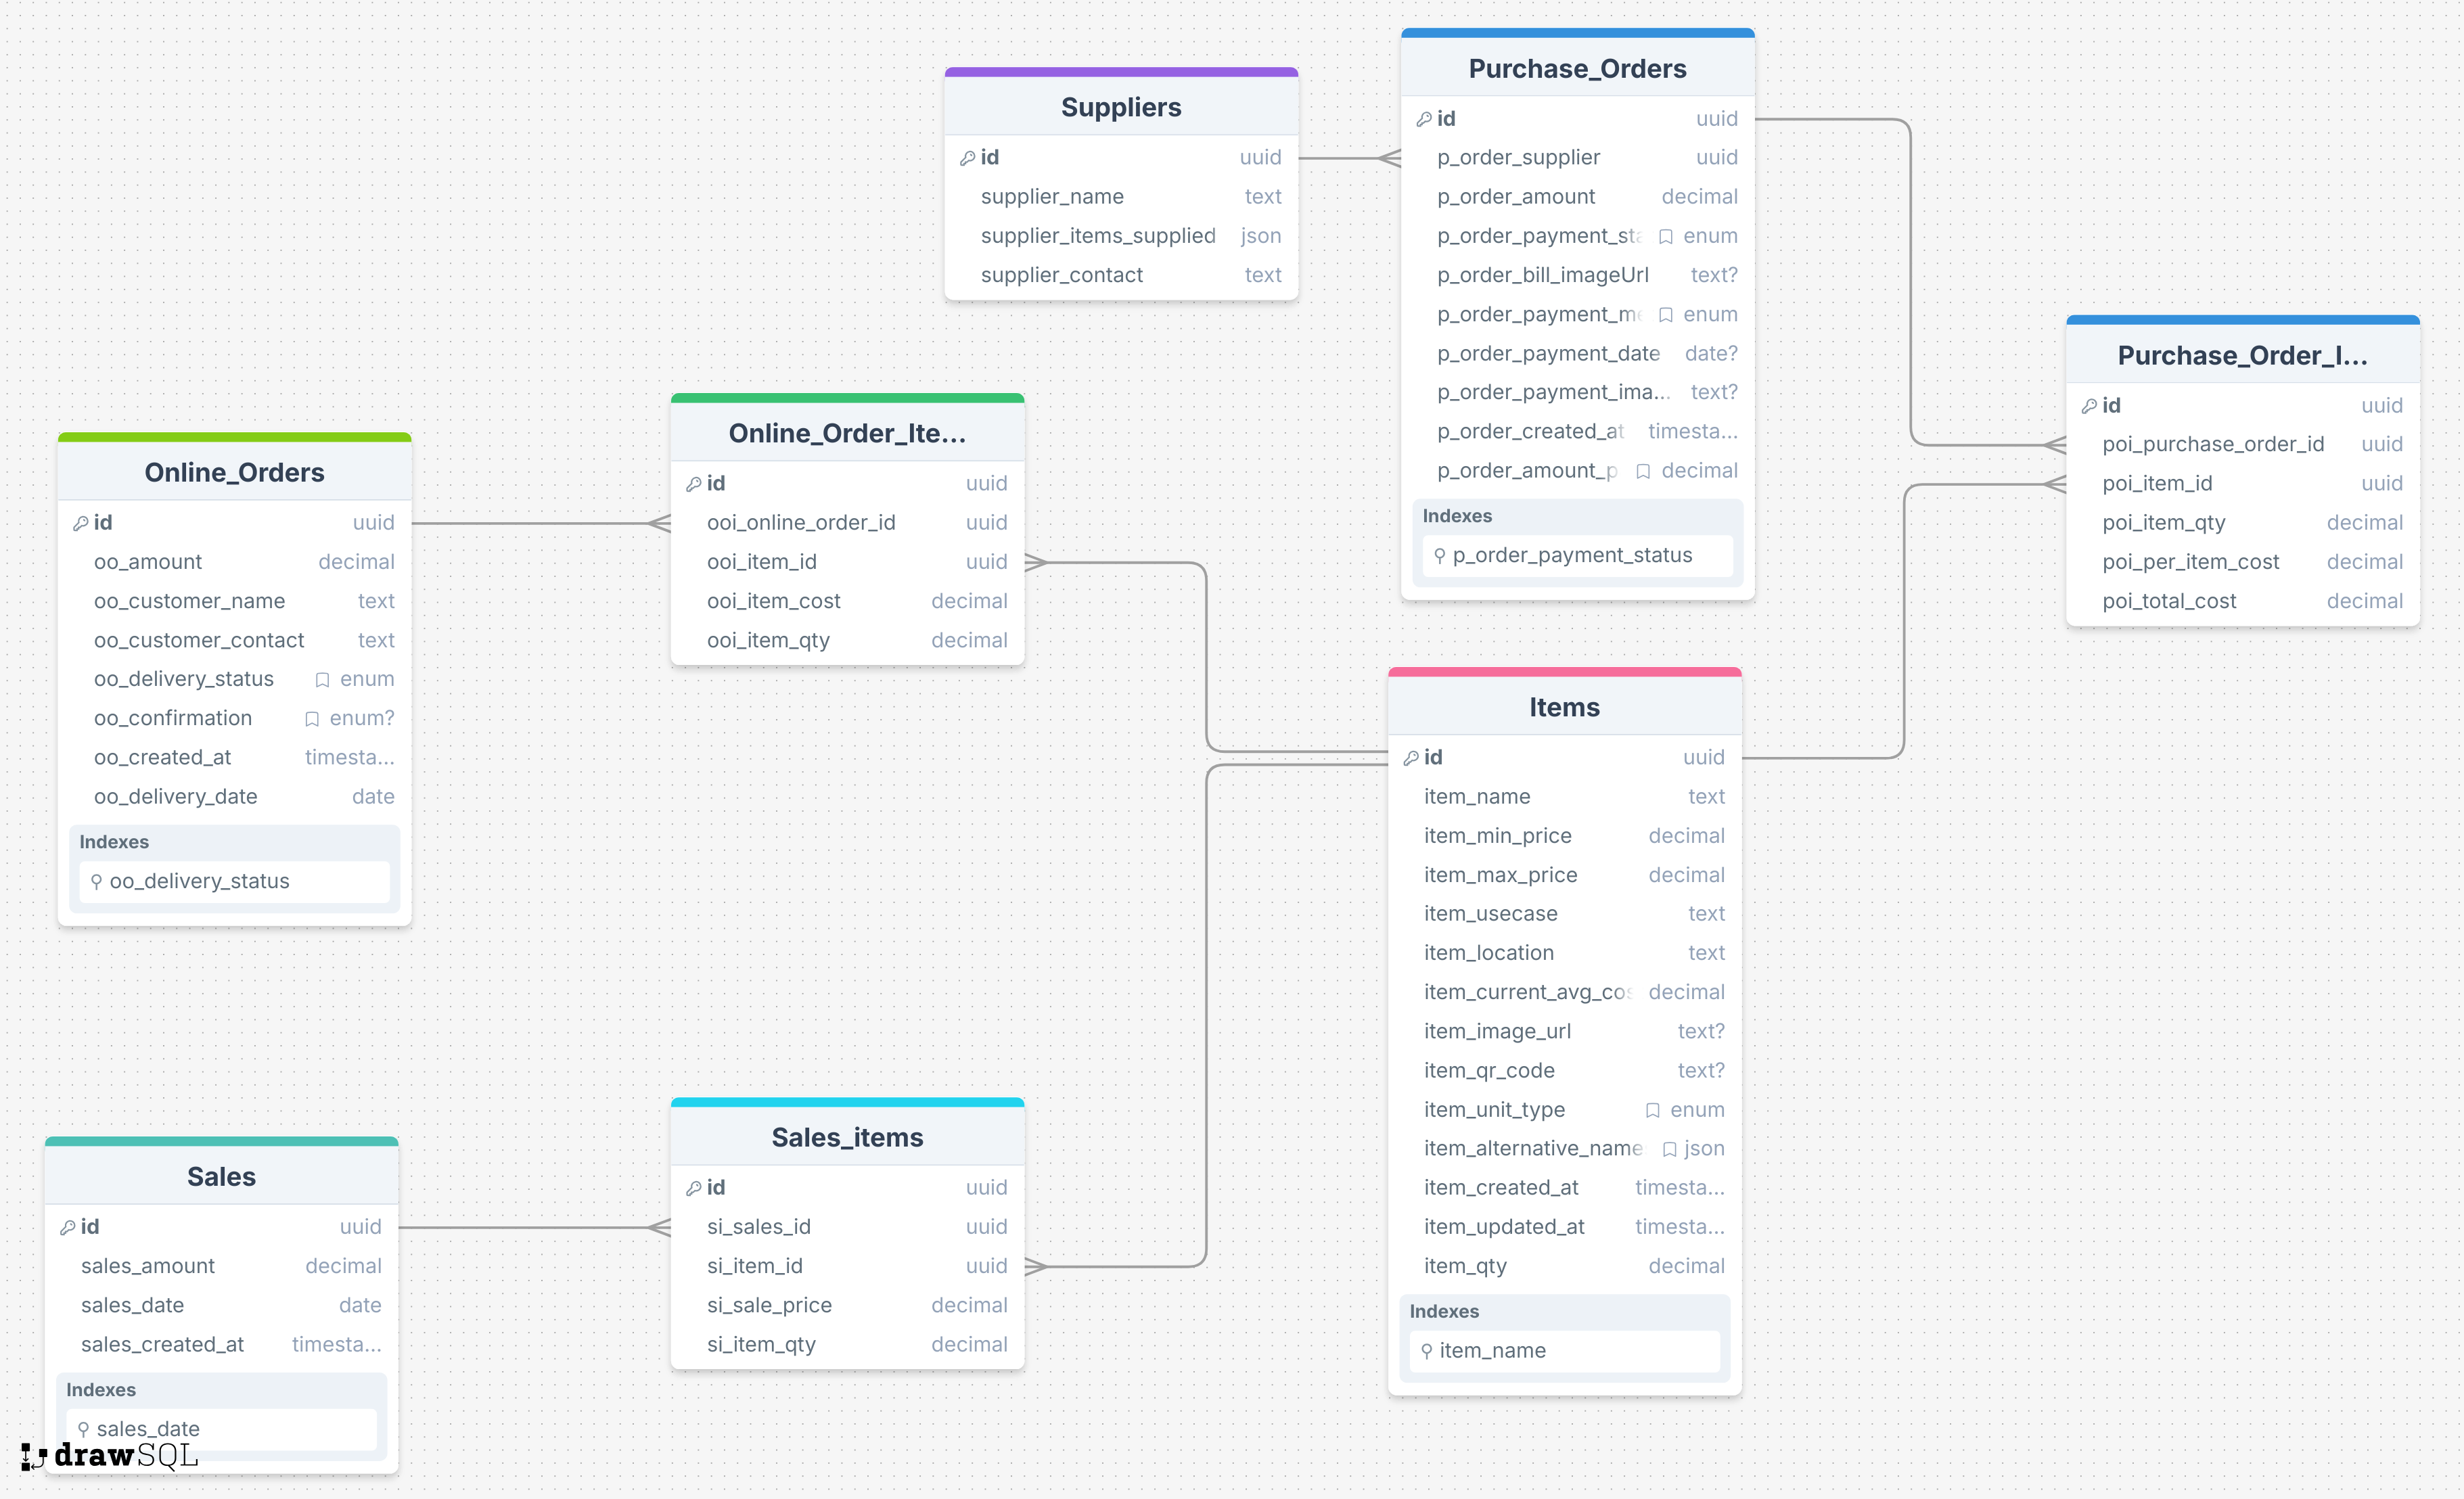 Suppliers
id uuid
supplier_name text
supplier_items_supplied json
supplier_contact text
Purchase_Orders
id uuid
p_order_supplier uuid
p_order_amount decimal
p_order_payment_sta enum
p_order_bill_imageUrl text?
p_order_payment_me enum
p_order_payment_date date?
p_order_payment_ima... text?
p_order_created_at timesta...
p_order_amount_p decimal
Indexes
p_order_payment_status
Purchase_Order_I...
id uuid
poi_purchase_order_id uuid
poi_item_id uuid
poi_item_qty decimal
poi_per_item_cost decimal
poi_total_cost decimal
Online_Orders
id uuid
oo_amount decimal
oo_customer_name text
oo_customer_contact text
oo_delivery_status enum
oo_confirmation enum?
oo_created_at timesta...
oo_delivery_date date
Indexes
oo_delivery_status
Online_Order_Ite...
id uuid
ooi_online_order_id uuid
ooi_item_id uuid
ooi_item_cost decimal
ooi_item_qty decimal
Items
id uuid
item_name text
item_min_price decimal
item_max_price decimal
item_usecase text
item_location text
item_current_avg_cos decimal
item_image_url text?
item_qr_code text?
item_unit_type enum
item_alternative_name json
item_created_at timesta...
item_updated_at timesta...
item_qty decimal
Indexes
item_name
Sales
id uuid
sales_amount decimal
sales_date date
sales_created_at timesta...
Indexes
sales_date
Sales_items
id uuid
si_sales_id uuid
si_item_id uuid
si_sale_price decimal
si_item_qty decimal
drawSQL